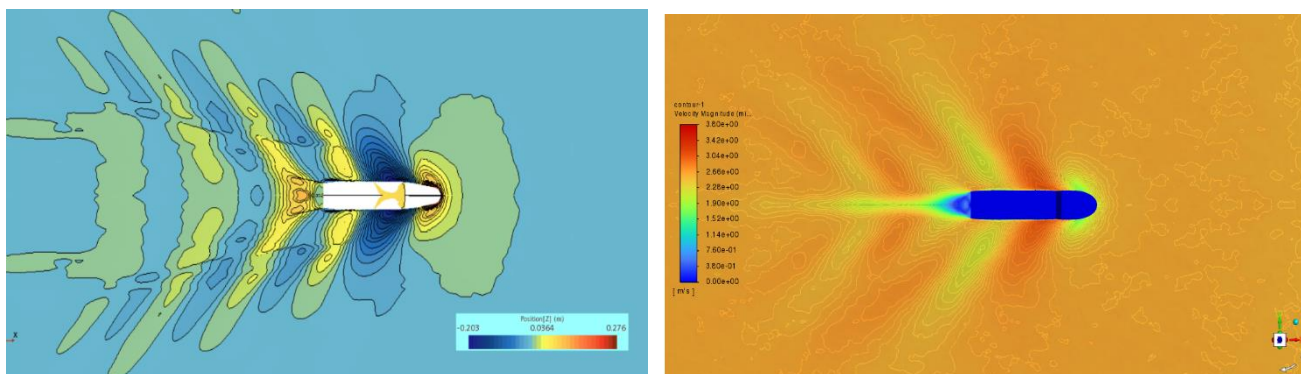 Position[Z] (m)
-0.203 0.0364 0.276
X
contour-1
Velocity Magnitude (mi...
3.80e+00
3.42e+00
3.04e+00
2.66e+00
2.28e+00
1.90e+00
1.52e+00
1.14e+00
7.60e-01
3.80e-01
0.00e+00
[ m/s ]